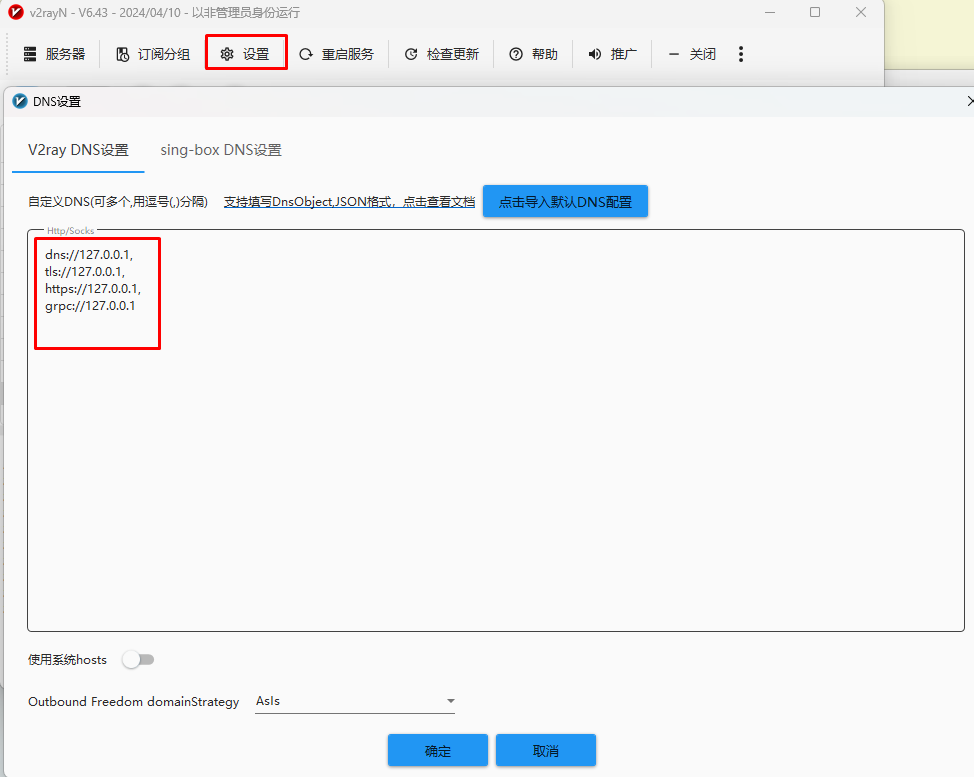 v2rayN - V6.43 - 2024/04/10 - 以非管理员身份运行
服务器 订阅分组 设置 重启服务 检查更新 帮助 推广 关闭
DNS设置
V2ray DNS设置 sing-box DNS设置
自定义DNS(可多个,用逗号(,)分隔) 支持填写DnsObject,JSON格式，点击查看文档 点击导入默认DNS配置
Http/Socks
dns://127.0.0.1,
tls://127.0.0.1,
https://127.0.0.1,
grpc://127.0.0.1
使用系统hosts
Outbound Freedom domainStrategy AsIs
确定 取消